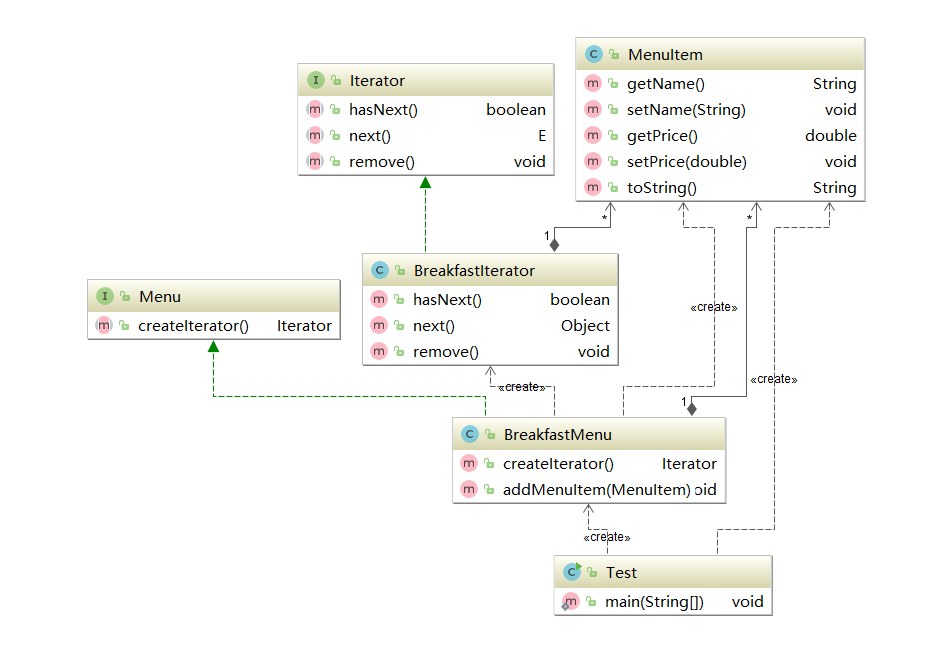 I Iterator
m hasNext() boolean
m next() E
m remove() void
C MenuItem
m getName() String
m setName(String) void
m getPrice() double
m setPrice(double) void
m toString() String
*
*
1
C BreakfastIterator
m hasNext() boolean
m next() Object
m remove() void
I Menu
m createIterator() Iterator
«create»
«create»
«create»
1
C BreakfastMenu
m createIterator() Iterator
m addMenuItem(MenuItem) oid
«create»
C Test
m main(String[]) void